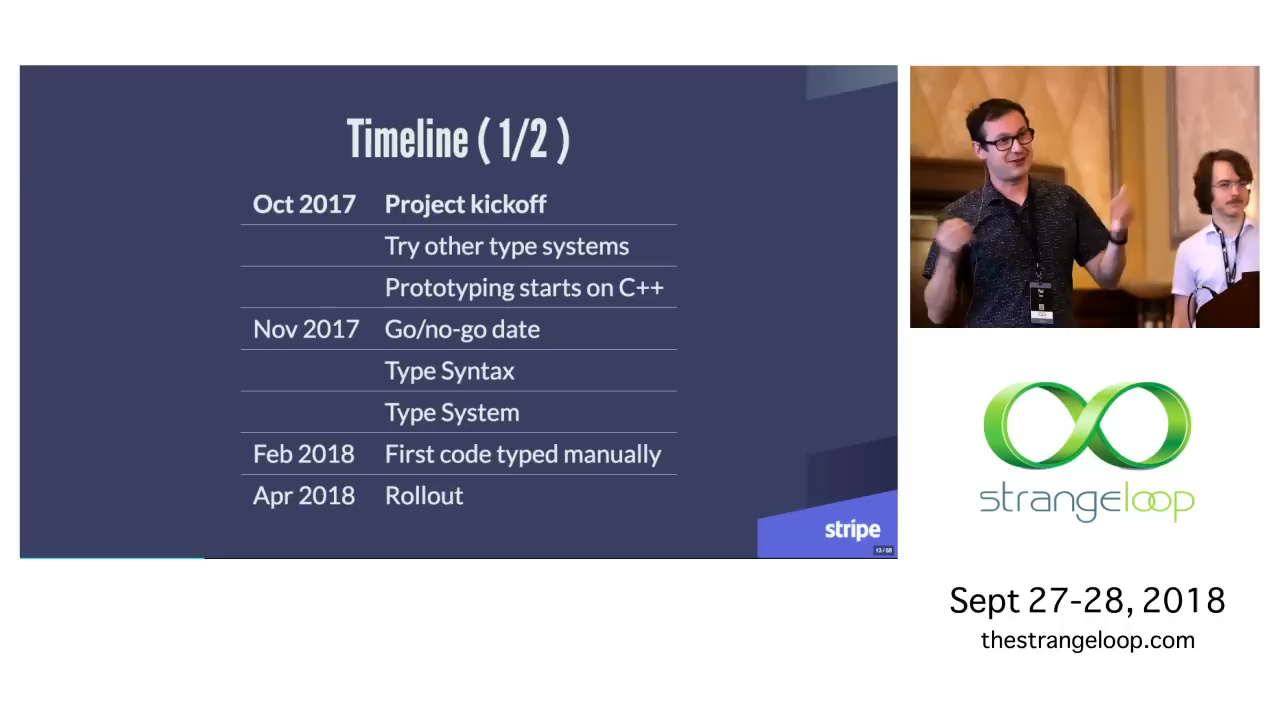 Timeline ( 1/2 )
Oct 2017 Project kickoff
Try other type systems
Prototyping starts on C++
Nov 2017 Go/no-go date
Type Syntax
Type System
Feb 2018 First code typed manually
Apr 2018 Rollout
stripe
13 / 58
strangeloop
Sept 27-28, 2018
thestrangeloop.com